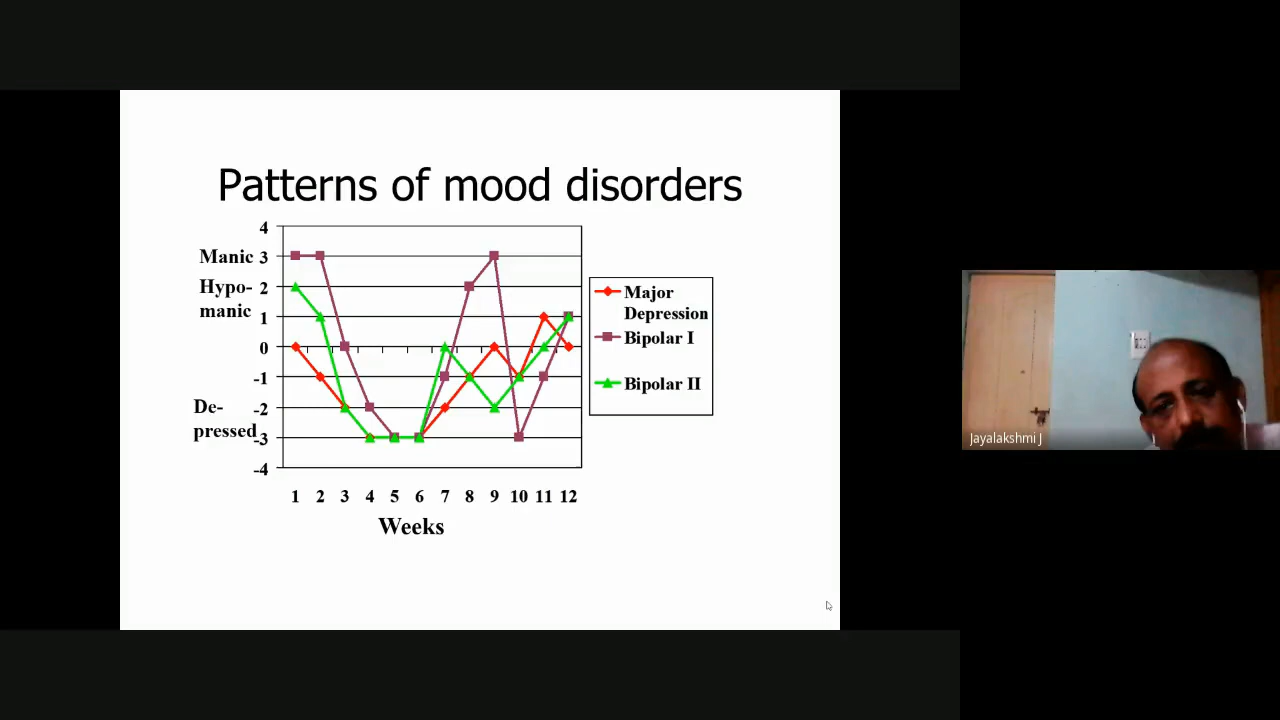 Patterns of mood disorders
4
Manic 3
Hypo- 2
manic
1
0
-1
De-
-2
pressed
-3
-4
1 2 3 4 5 6 7 8 9 10 11 12
Weeks
Major
Depression
Bipolar I
Bipolar II
Jayalakshmi J